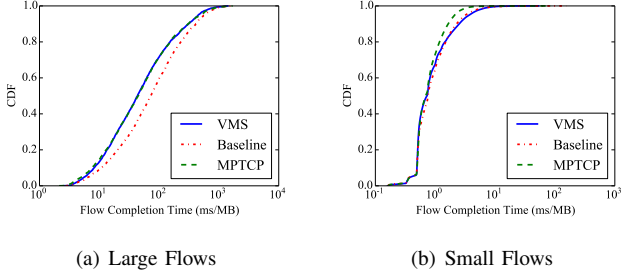 1.0
0.8
0.6
0.4
0.2
0.0
CDF
10^0
10^1
10^2
10^3
10^4
Flow Completion Time (ms/MB)
VMS
Baseline
MPTCP
(a) Large Flows
1.0
0.8
0.6
0.4
0.2
0.0
CDF
10^-1
10^0
10^1
10^2
10^3
Flow Completion Time (ms/MB)
VMS
Baseline
MPTCP
(b) Small Flows